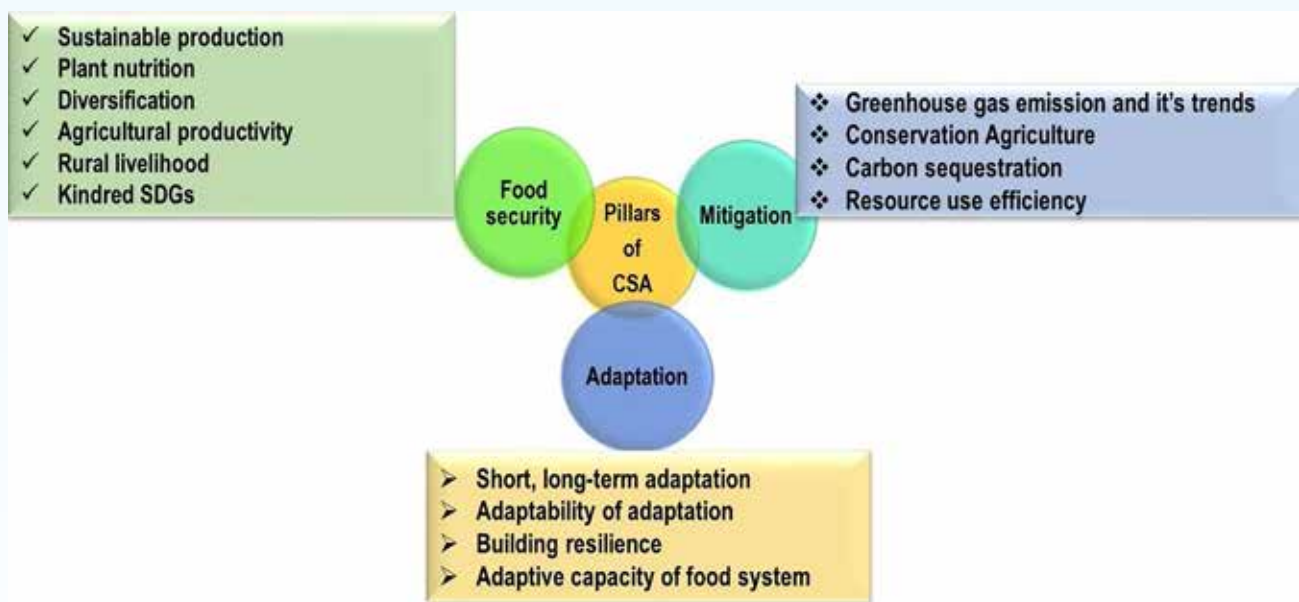 Sustainable production
Plant nutrition
Diversification
Agricultural productivity
Rural livelihood
Kindred SDGs
Greenhouse gas emission and it's trends
Conservation Agriculture
Carbon sequestration
Resource use efficiency
Food
security
Pillars
of
CSA
Mitigation
Adaptation
Short, long-term adaptation
Adaptability of adaptation
Building resilience
Adaptive capacity of food system